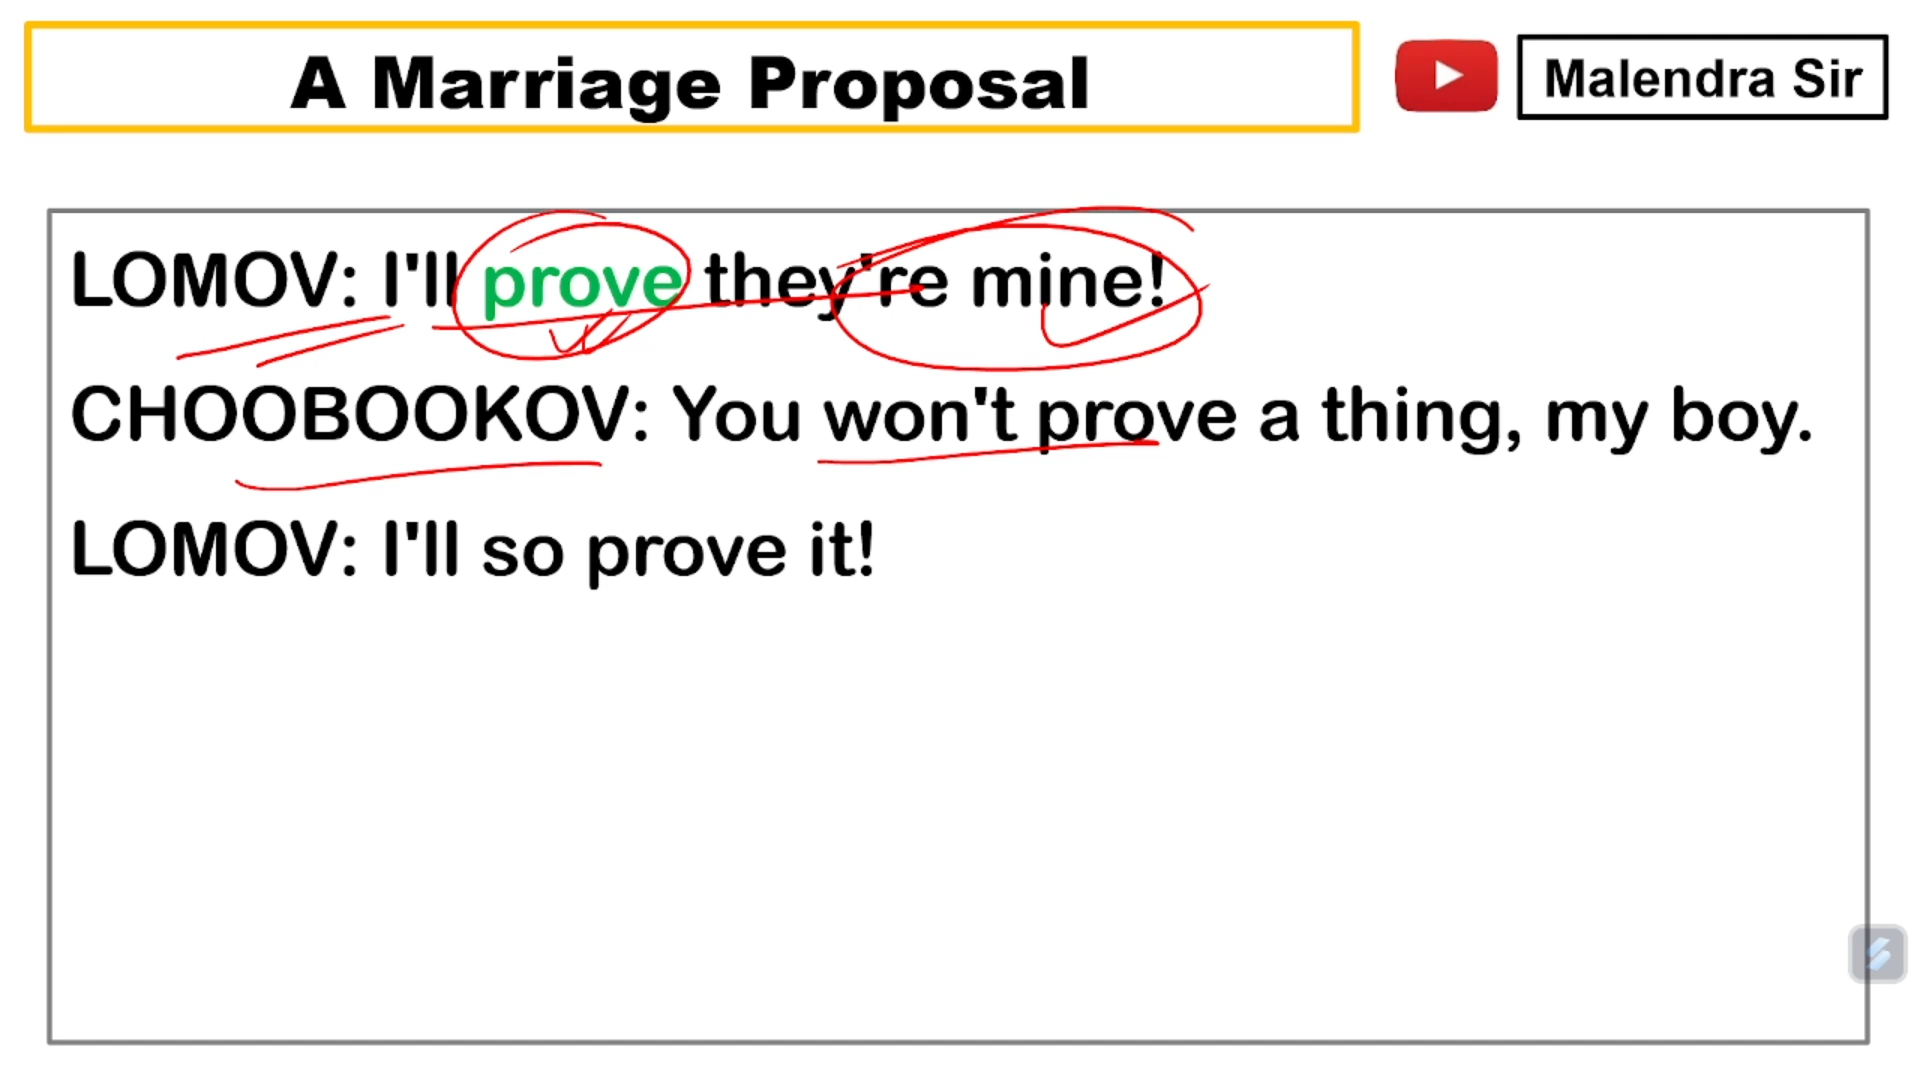 A Marriage Proposal
Malendra Sir
LOMOV: I'll prove they're mine!
CHOOBOOKOV: You won't prove a thing, my boy.
LOMOV: I'll so prove it!